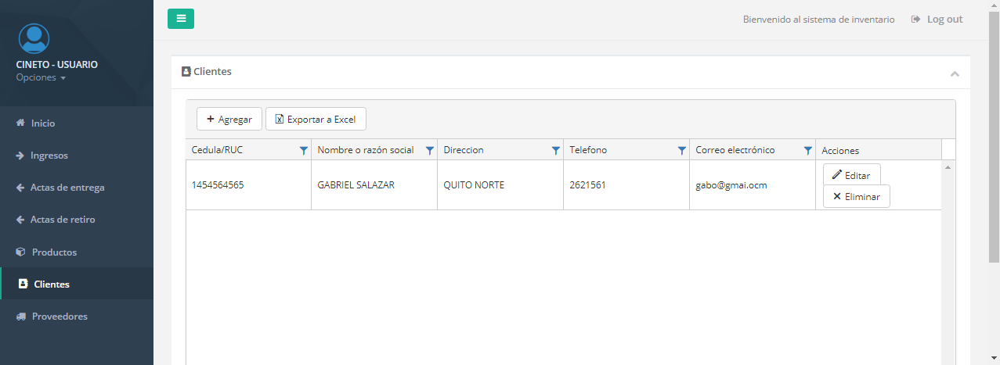 Bienvenido al sistema de inventario
Log out
CINETO - USUARIO
Opciones
Inicio
Ingresos
Actas de entrega
Actas de retiro
Productos
Clientes
Proveedores
Clientes
Agregar
Exportar a Excel
Cedula/RUC
Nombre o razón social
Direccion
Telefono
Correo electrónico
Acciones
1454564565
GABRIEL SALAZAR
QUITO NORTE
2621561
gabo@gmai.ocm
Editar
Eliminar